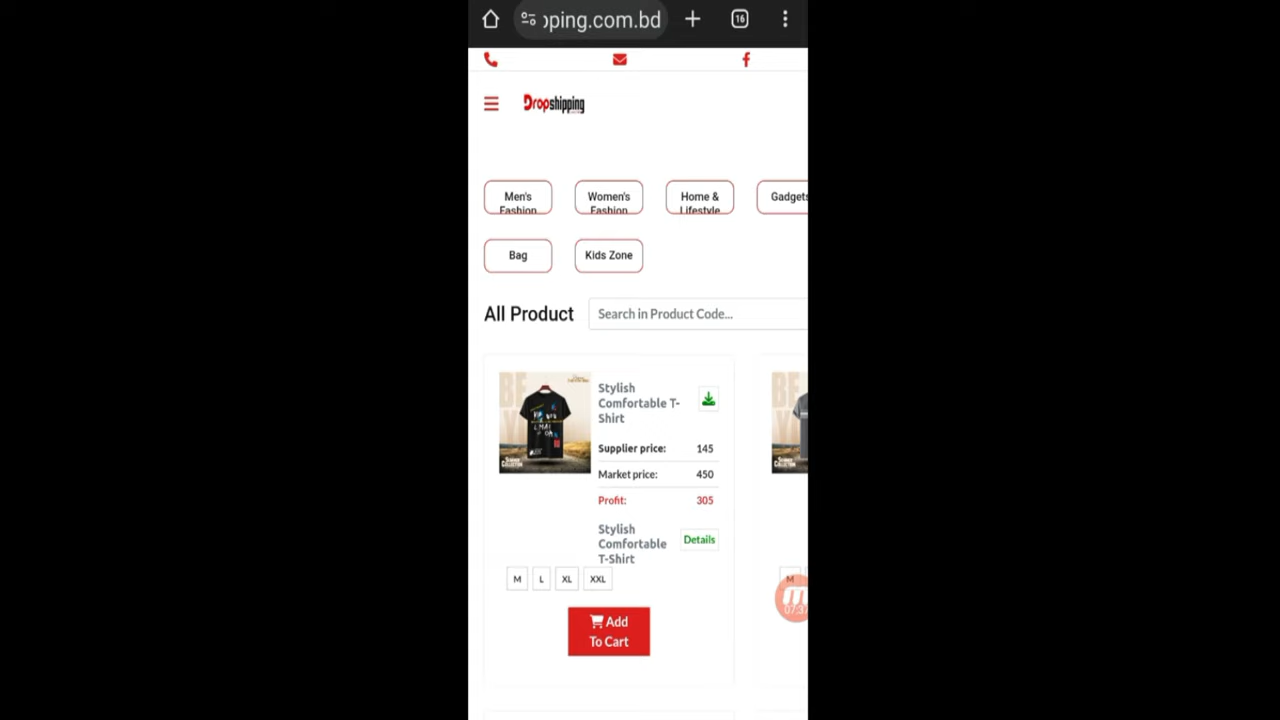 ping.com.bd
16
Dropshipping
Men's
Fashion
Women's
Fashion
Home &
Lifestyle
Gadgets
Bag
Kids Zone
All Product
Search in Product Code...
Stylish
Comfortable T-
Shirt
Supplier price: 145
Market price: 450
Profit: 305
Stylish
Comfortable
T-Shirt
Details
M L XL XXL
M
Add
To Cart